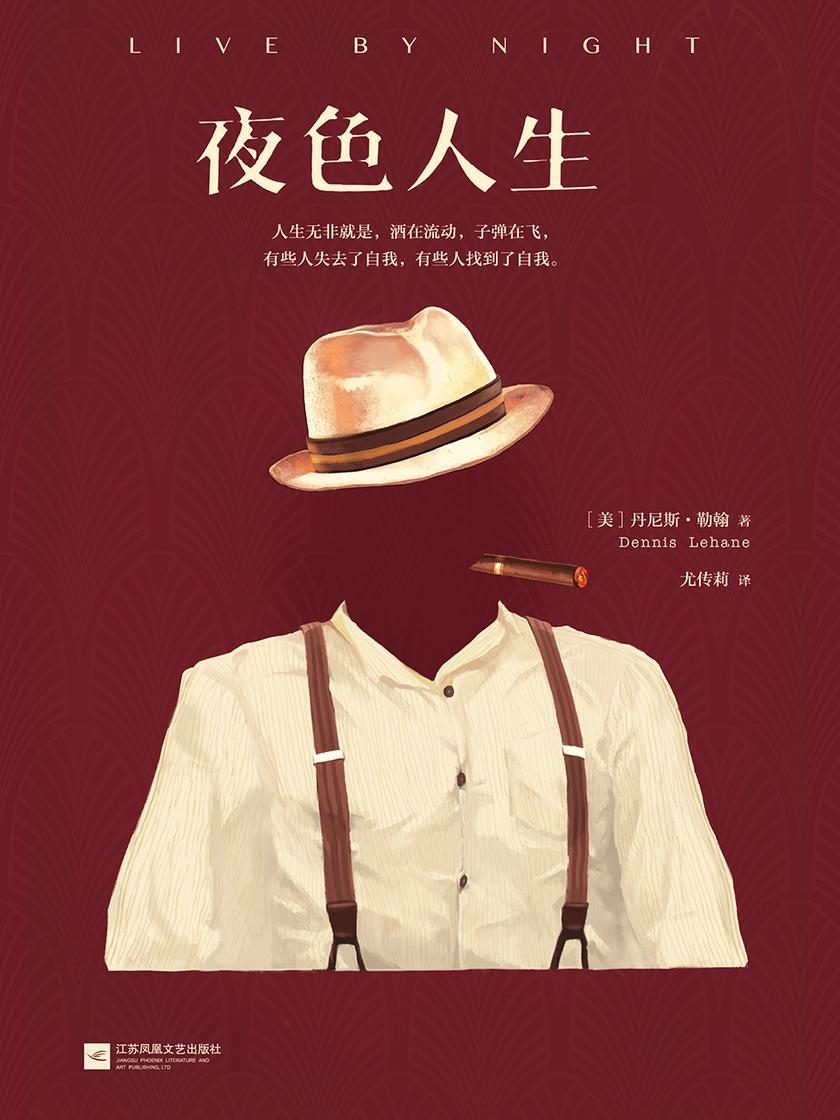 LIVE BY NIGHT
夜色人生
人生无非就是，酒在流动，子弹在飞，
有些人失去了自我，有些人找到了自我。
［美］丹尼斯·勒翰 著
Dennis Lehane
尤传莉 译
江苏凤凰文艺出版社
JIANGSU PHOENIX LITERATURE AND
ART PUBLISHING, LTD